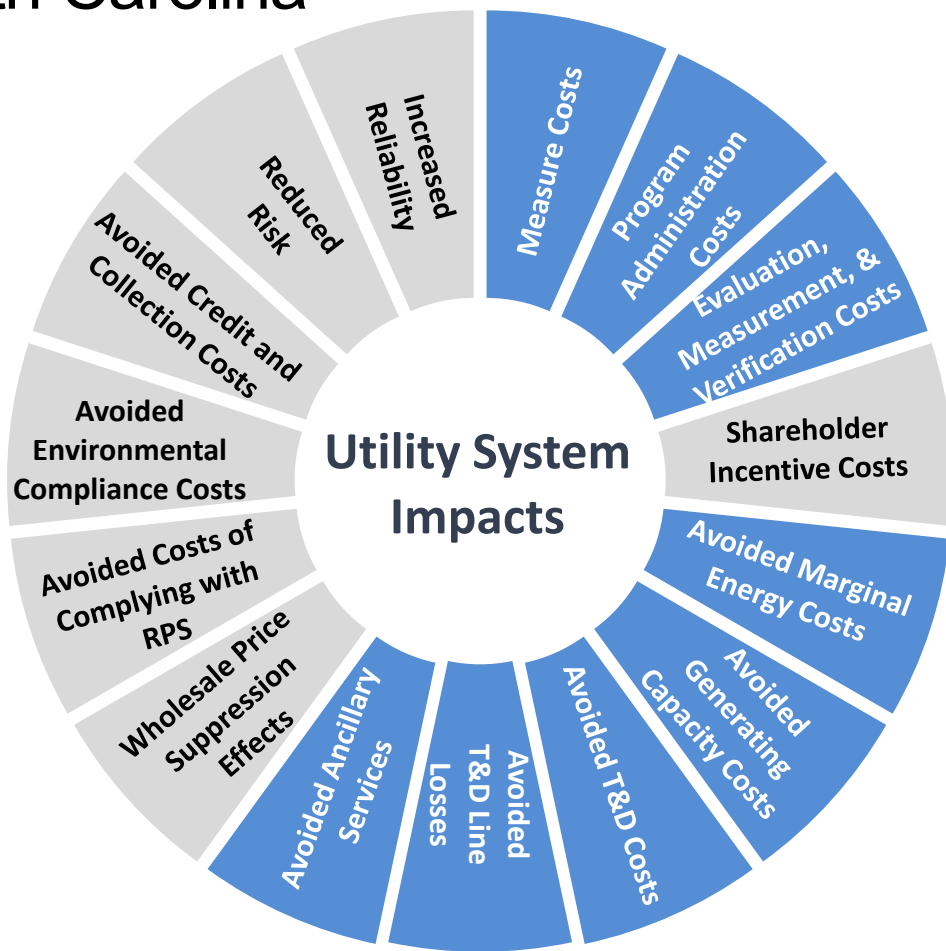 Carolina
Measure Costs
Program
Administration
Costs
Evaluation,
Measurement, &
Verification Costs
Shareholder
Incentive Costs
Avoided Marginal
Energy Costs
Avoided
Generating
Capacity Costs
Avoided T&D Costs
Avoided
T&D Line
Losses
Avoided Ancillary
Services
Wholesale Price
Suppression
Effects
Avoided Costs of
Complying with
RPS
Avoided
Environmental
Compliance Costs
Avoided Credit and
Collection Costs
Reduced
Risk
Increased
Reliability
Utility System
Impacts